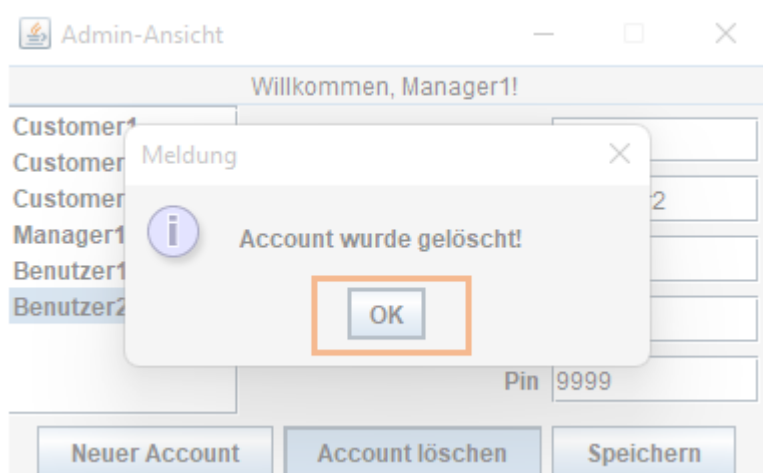 Admin-Ansicht
Willkommen, Manager1!
Customer1
Customer
Customer
Manager1
Benutzer1
Benutzer2
Meldung
Account wurde gelöscht!
OK
2
Pin 9999
Neuer Account Account löschen Speichern